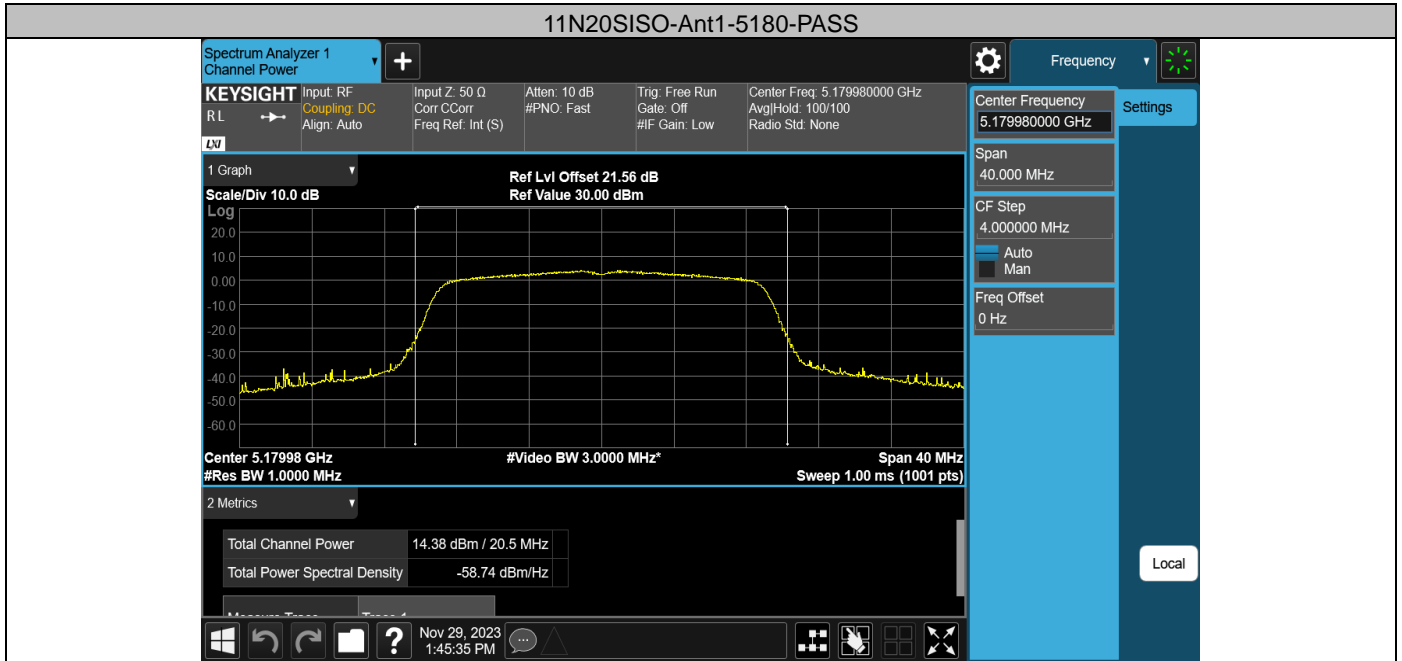 11N20SISO-Ant1-5180-PASS
Spectrum Analyzer 1
Channel Power
Frequency
KEYSIGHT
RL
LXI
Input: RF
Coupling: DC
Align: Auto
Input Z: 50 Ω
Corr CCorr
Freq Ref: Int (S)
Atten: 10 dB
#PNO: Fast
Trig: Free Run
Gate: Off
#IF Gain: Low
Center Freq: 5.179980000 GHz
Avg|Hold: 100/100
Radio Std: None
Center Frequency
5.179980000 GHz
Settings
Span
40.000 MHz
CF Step
4.000000 MHz
Auto
Man
Freq Offset
0 Hz
1 Graph
Ref Lvl Offset 21.56 dB
Scale/Div 10.0 dB
Ref Value 30.00 dBm
Log
20.0
10.0
0.00
-10.0
-20.0
-30.0
-40.0
-50.0
-60.0
Center 5.17998 GHz
#Video BW 3.0000 MHz*
Span 40 MHz
#Res BW 1.0000 MHz
Sweep 1.00 ms (1001 pts)
2 Metrics
Total Channel Power
14.38 dBm / 20.5 MHz
Total Power Spectral Density
-58.74 dBm/Hz
Local
?
Nov 29, 2023
1:45:35 PM